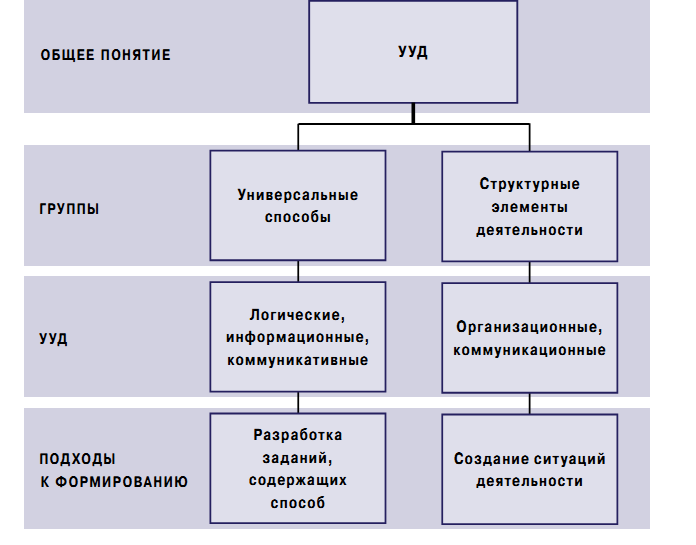 ОБЩЕЕ ПОНЯТИЕ
УУД
ГРУППЫ
Универсальные
способы
Структурные
элементы
деятельности
УУД
Логические,
информационные,
коммуникативные
Организационные,
коммуникационные
ПОДХОДЫ
К ФОРМИРОВАНИЮ
Разработка
заданий,
содержащих
способ
Создание ситуаций
деятельности